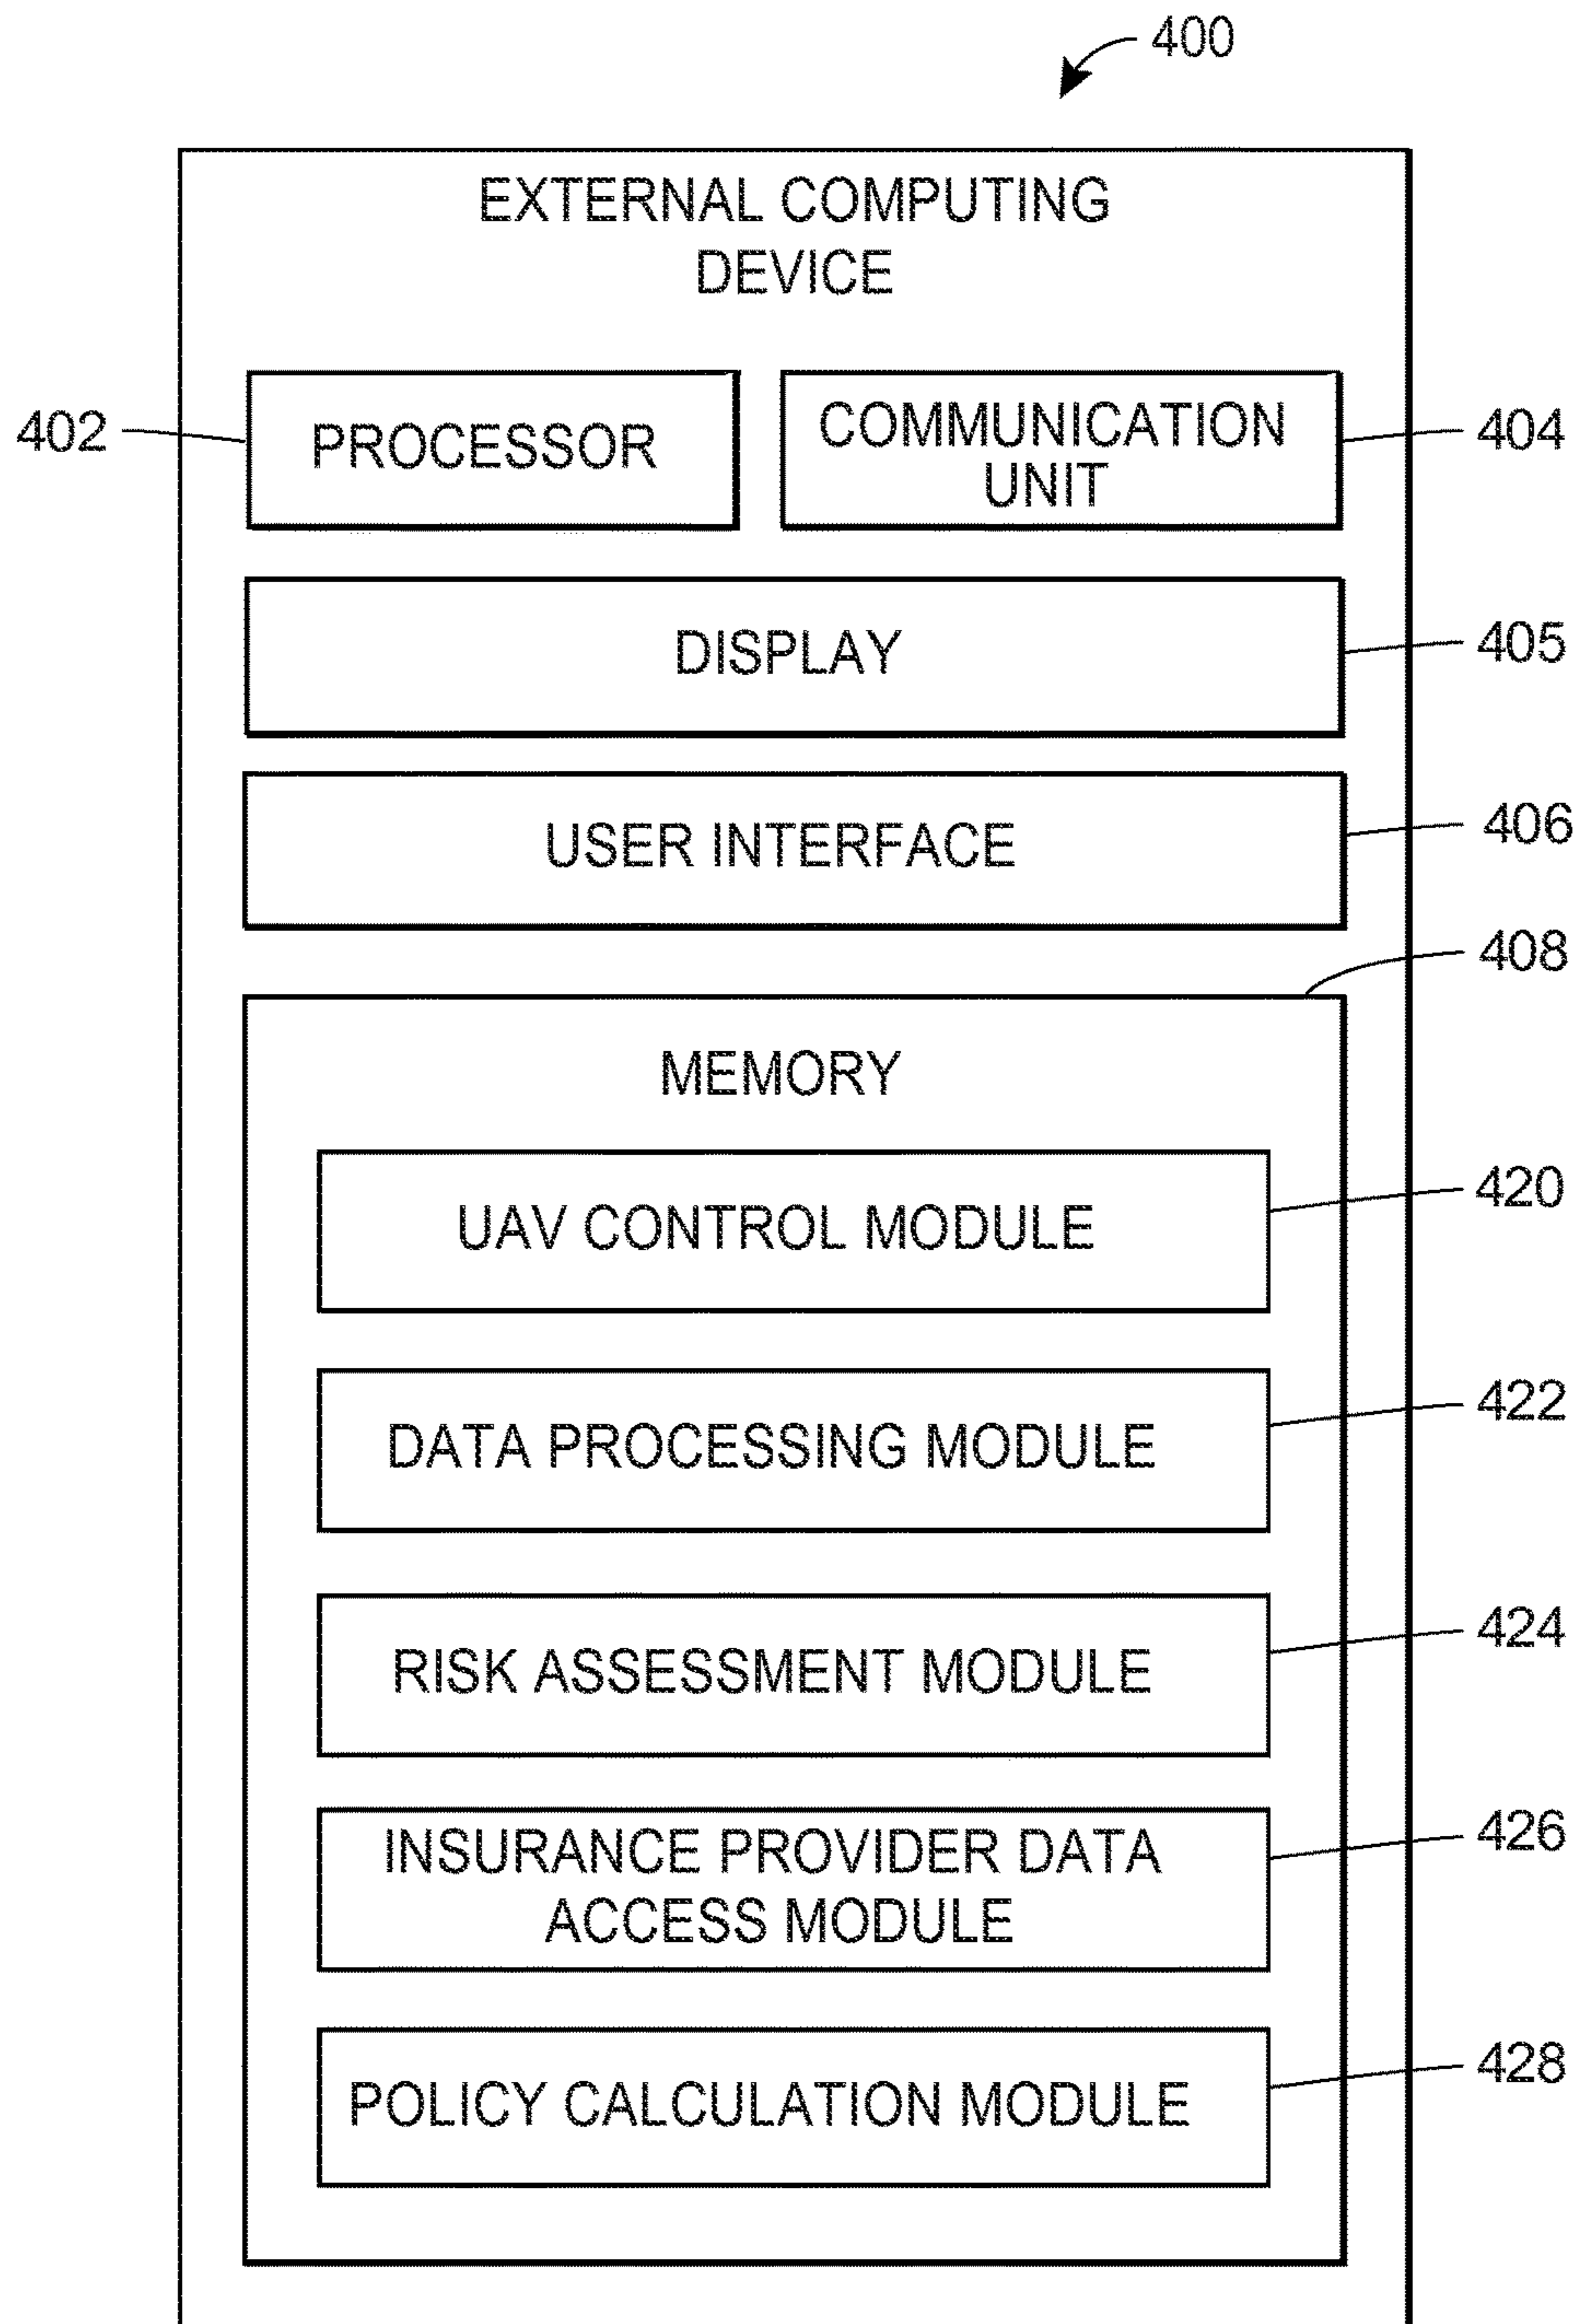 400
EXTERNAL COMPUTING
DEVICE
402
PROCESSOR
COMMUNICATION
UNIT
404
DISPLAY
405
USER INTERFACE
406
408
MEMORY
UAV CONTROL MODULE
420
DATA PROCESSING MODULE
422
RISK ASSESSMENT MODULE
424
INSURANCE PROVIDER DATA
ACCESS MODULE
426
POLICY CALCULATION MODULE
428